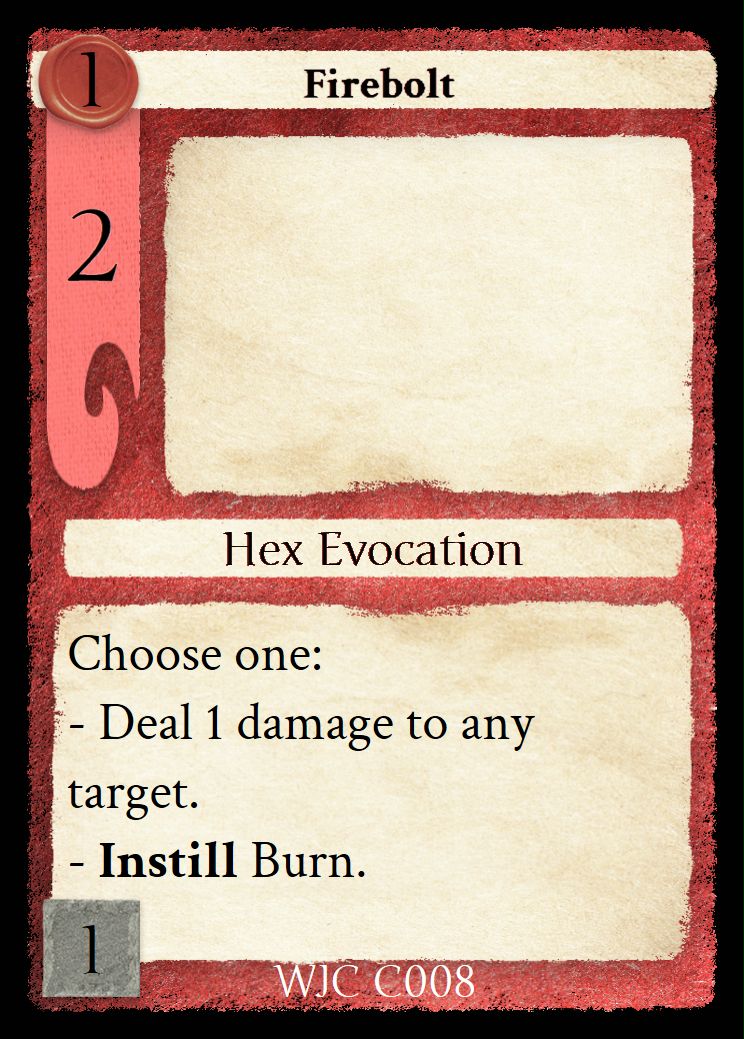 1
Firebolt
2
Hex Evocation
Choose one:
- Deal 1 damage to any
target.
- Instill Burn.
1
WJC C008